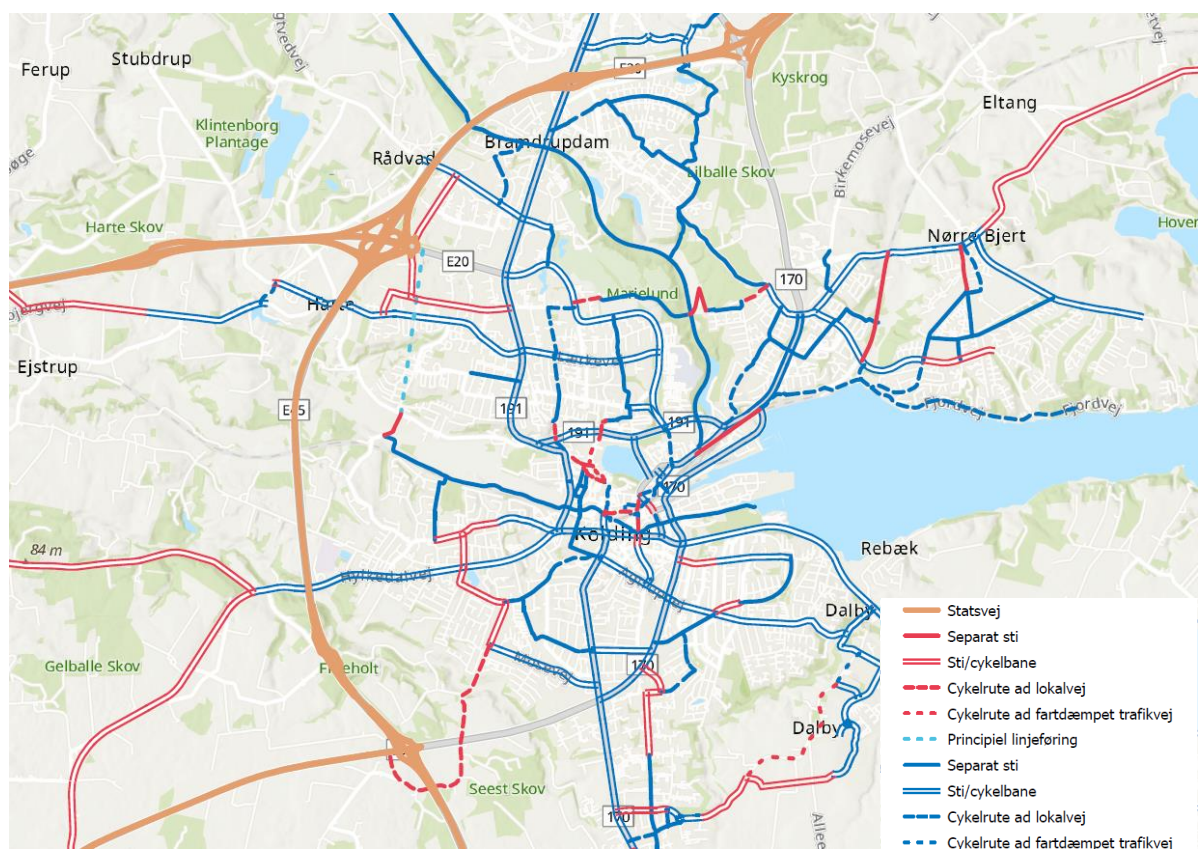 Stubdrup
Ferup
E20
Kyskrog
Eltang
Klintenborg
Plantage
Bramdrupdam
Rådvad
Birkemosevej
Lilballe Skov
Harte Skov
Nørre Bjert
E20
170
Marielund
Ejstrup
E45
191
191
191
Fjordvej
Fjordvej
170
84 m
Kolding
Rebæk
Hylkedalvej
Agtrupvej
Dalby
Gelballe Skov
170
Dalby
Seest Skov
170
Statsvej
Separat sti
Sti/cykelbane
Cykelrute ad lokalvej
Cykelrute ad fartdæmpet trafikvej
Principiel linjeføring
Separat sti
Sti/cykelbane
Cykelrute ad lokalvej
Cykelrute ad fartdæmpet trafikvej